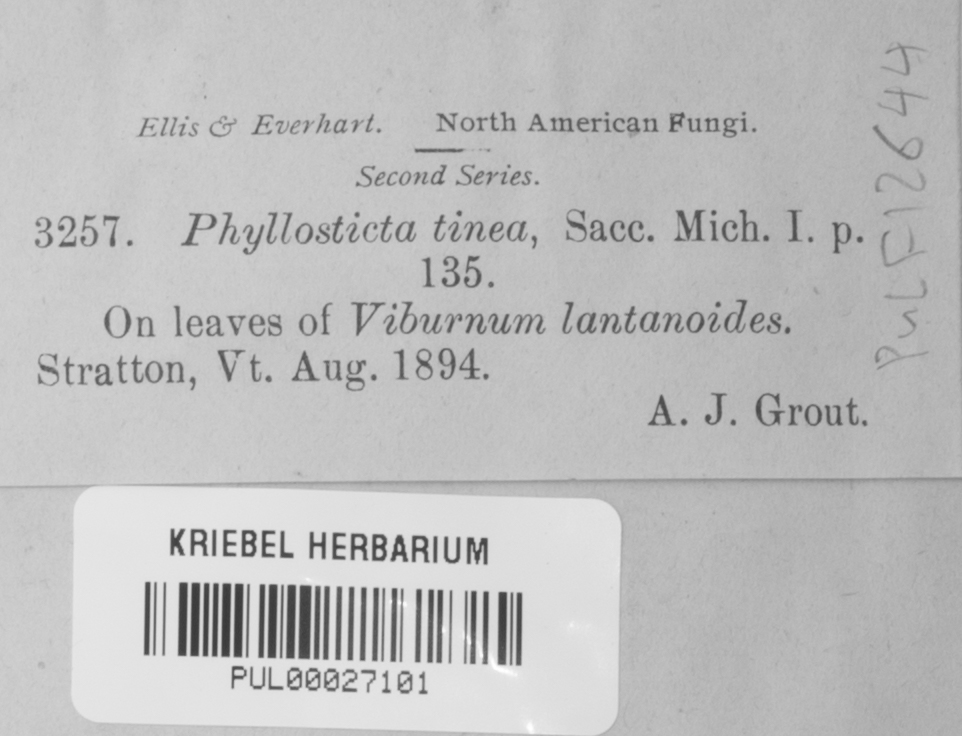 Ellis & Everhart. North American Fungi.
Second Series.
3257. Phyllosticta tinea, Sacc. Mich. I. p.
135.
On leaves of Viburnum lantanoides.
Stratton, Vt. Aug. 1894.
A. J. Grout.
PULF12644
KRIEBEL HERBARIUM
PUL00027101